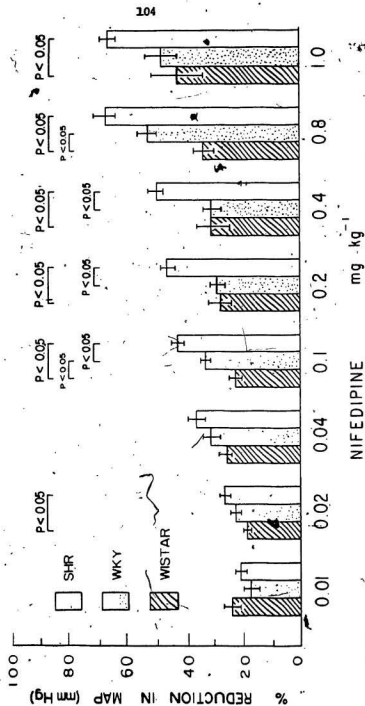 104
% REDUCTION IN MAP (mm Hg)
100
80
60
40
20
0
SHR
WKY
WISTAR
P < 0.05
P < 0.05
P < 0.05
P < 0.05
P < 0.05
P < 0.05
P < 0.05
P < 0.05
P < 0.05
P < 0.05
P < 0.05
P < 0.05
0.01 0.02 0.04 0.1 0.2 0.4 0.8 1.0
NIFEDIPINE mg · kg-1